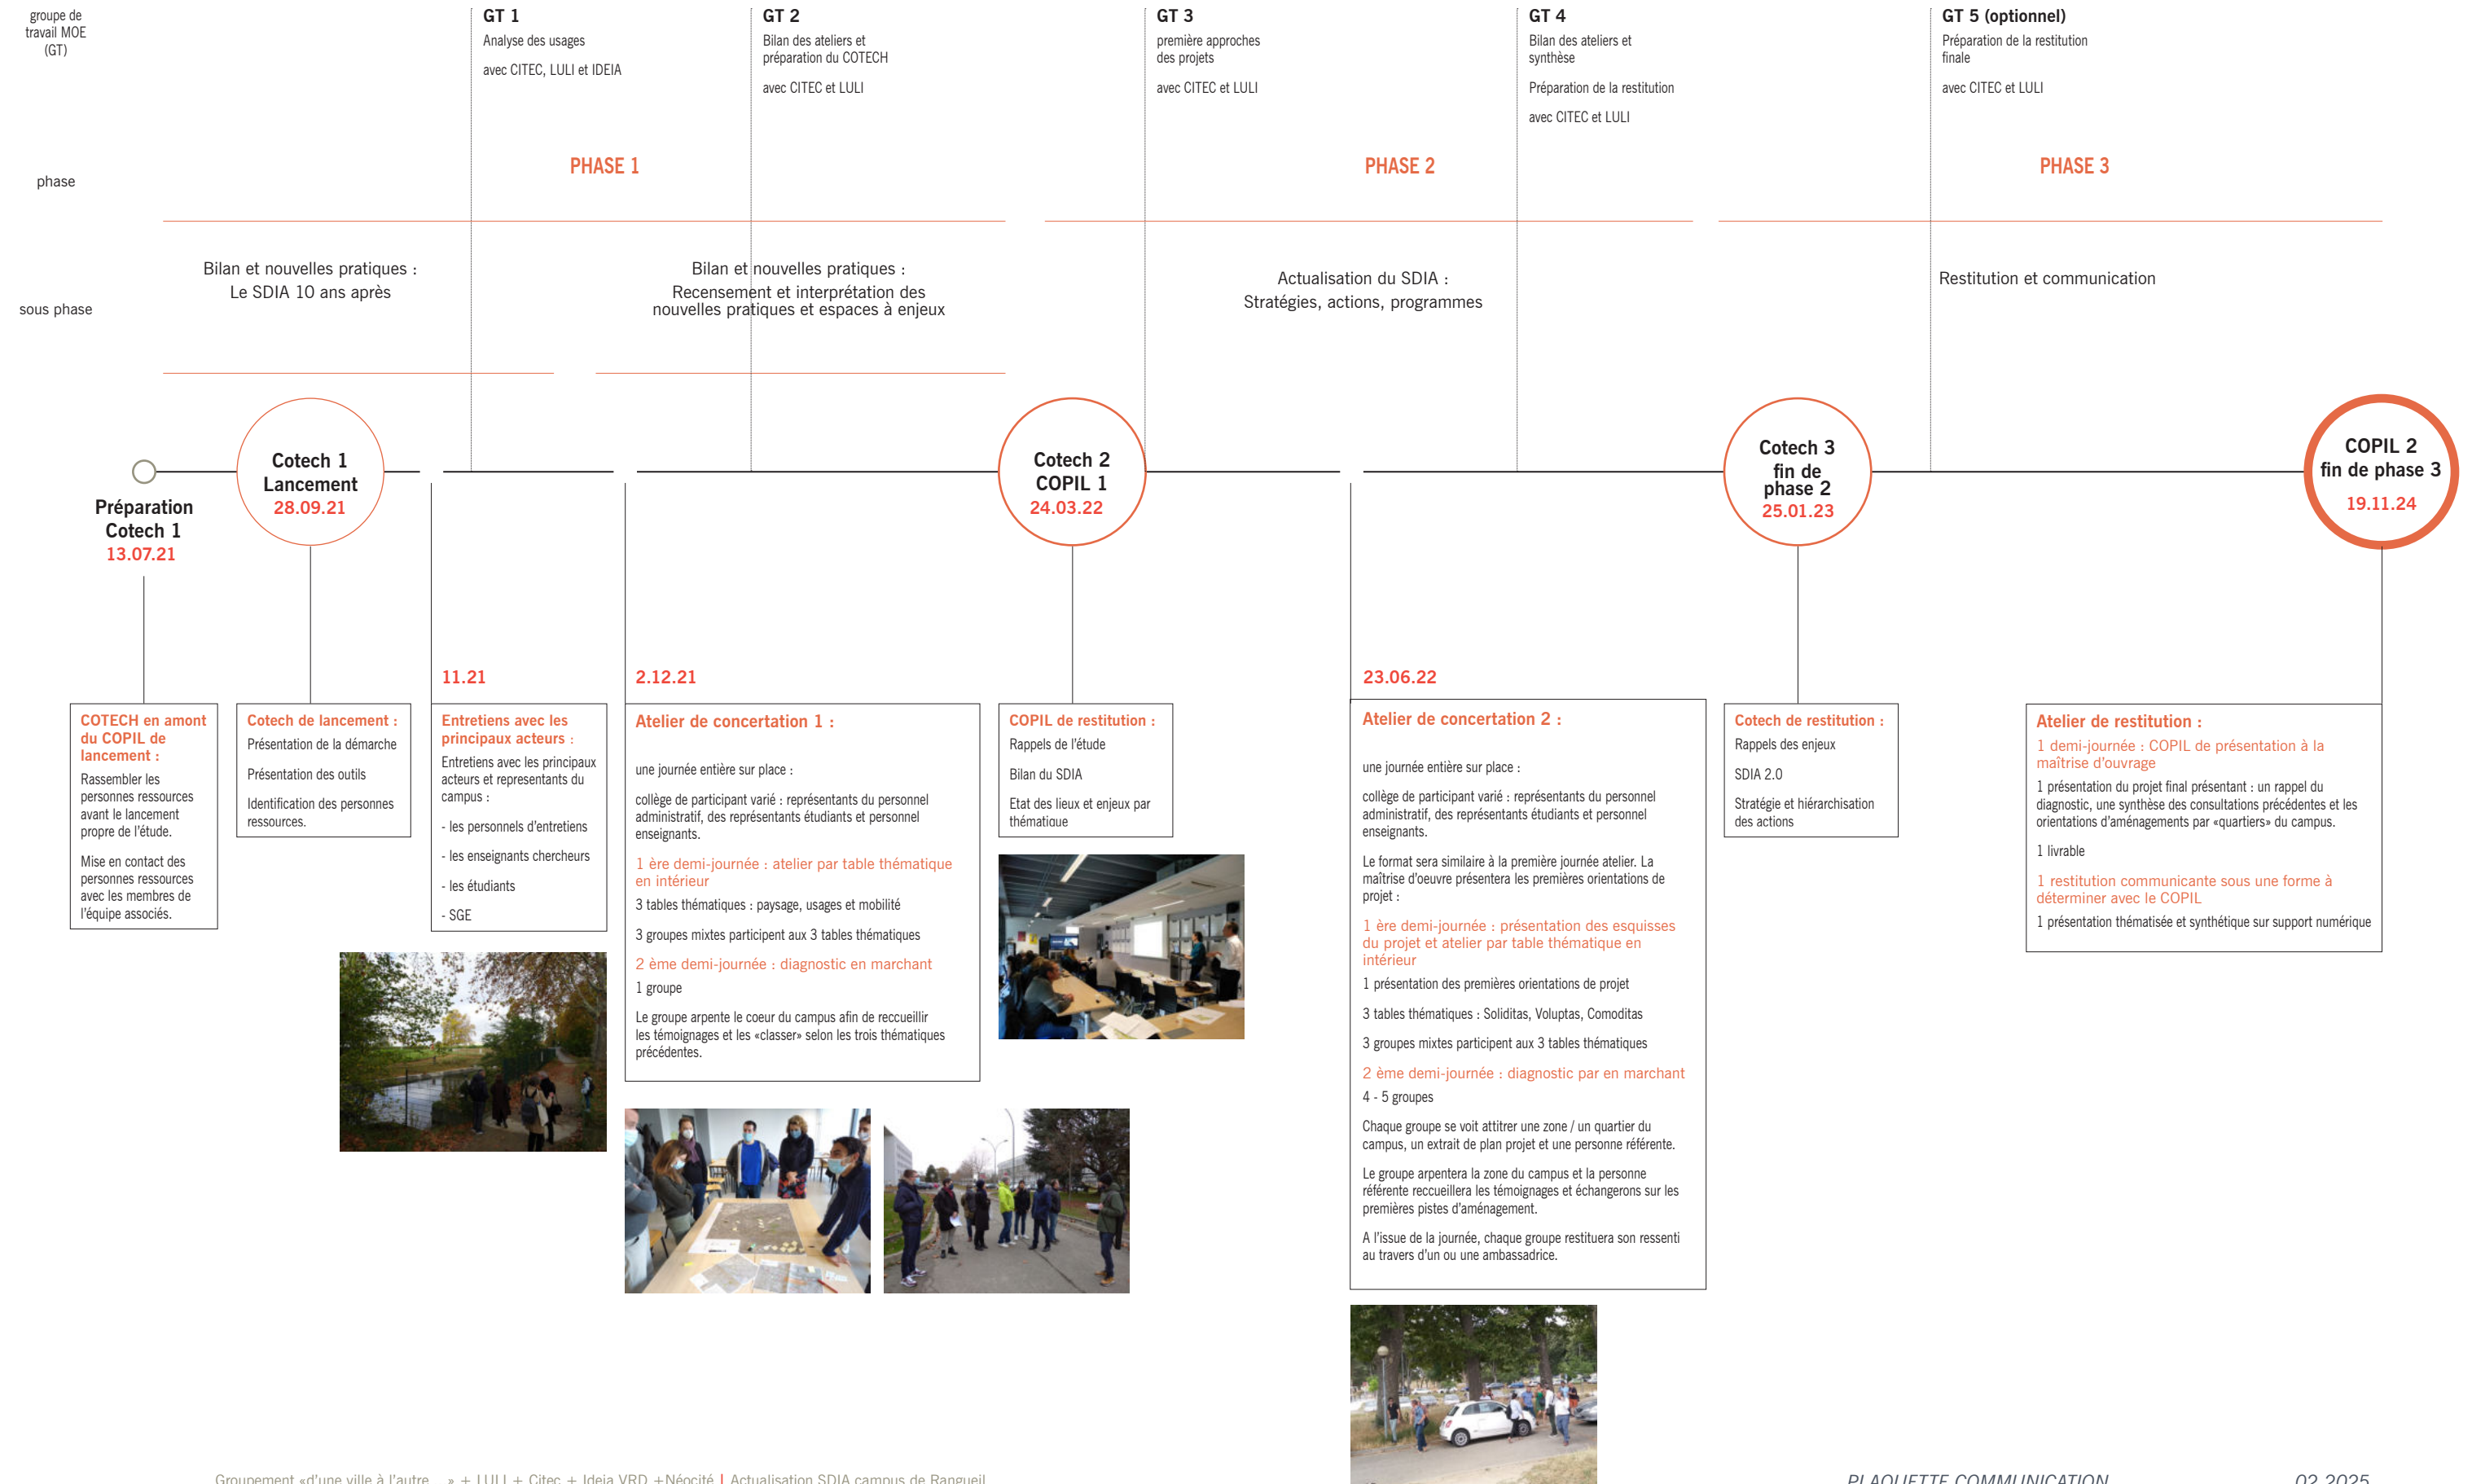 groupe de
travail MOE
(GT)
GT 1
Analyse des usages
avec CITEC, LULI et IDEIA
GT 2
Bilan des ateliers et
préparation du COTECH
avec CITEC et LULI
GT 3
première approches
des projets
avec CITEC et LULI
GT 4
Bilan des ateliers et
synthèse
Préparation de la restitution
avec CITEC et LULI
GT 5 (optionnel)
Préparation de la restitution
finale
avec CITEC et LULI
phase
PHASE 1
PHASE 2
PHASE 3
sous phase
Bilan et nouvelles pratiques :
Le SDIA 10 ans après
Bilan et nouvelles pratiques :
Recensement et interprétation des
nouvelles pratiques et espaces à enjeux
Actualisation du SDIA :
Stratégies, actions, programmes
Restitution et communication
Préparation
Cotech 1
13.07.21
Cotech 1
Lancement
28.09.21
Cotech 2
COPIL 1
24.03.22
Cotech 3
fin de
phase 2
25.01.23
COPIL 2
fin de phase 3
19.11.24
COTECH en amont
du COPIL de
lancement :
Rassembler les
personnes ressources
avant le lancement
propre de l'étude.
Mise en contact des
personnes ressources
avec les membres de
l'équipe associés.
Cotech de lancement :
Présentation de la démarche
Présentation des outils
Identification des personnes
ressources.
11.21
Entretiens avec les
principaux acteurs :
Entretiens avec les principaux
acteurs et representants du
campus :
- les personnels d'entretiens
- les enseignants chercheurs
- les étudiants
- SGE
2.12.21
Atelier de concertation 1 :
une journée entière sur place :
collège de participant varié : représentants du personnel
administratif, des représentants étudiants et personnel
enseignants.
1 ère demi-journée : atelier par table thématique
en intérieur
3 tables thématiques : paysage, usages et mobilité
3 groupes mixtes participent aux 3 tables thématiques
2 ème demi-journée : diagnostic en marchant
1 groupe
Le groupe arpente le coeur du campus afin de reccueillir
les témoignages et les «classer» selon les trois thématiques
précédentes.
COPIL de restitution :
Rappels de l'étude
Bilan du SDIA
Etat des lieux et enjeux par
thématique
23.06.22
Atelier de concertation 2 :
une journée entière sur place :
collège de participant varié : représentants du personnel
administratif, des représentants étudiants et personnel
enseignants.
Le format sera similaire à la première journée atelier. La
maîtrise d'oeuvre présentera les premières orientations de
projet :
1 ère demi-journée : présentation des esquisses
du projet et atelier par table thématique en
intérieur
1 présentation des premières orientations de projet
3 tables thématiques : Soliditas, Voluptas, Comoditas
3 groupes mixtes participent aux 3 tables thématiques
2 ème demi-journée : diagnostic par en marchant
4 - 5 groupes
Chaque groupe se voit attitrer une zone / un quartier du
campus, un extrait de plan projet et une personne référente.
Le groupe arpentera la zone du campus et la personne
référente reccueillera les témoignages et échangerons sur les
premières pistes d'aménagement.
A l'issue de la journée, chaque groupe restituera son ressenti
au travers d'un ou une ambassadrice.
Cotech de restitution :
Rappels des enjeux
SDIA 2.0
Stratégie et hiérarchisation
des actions
Atelier de restitution :
1 demi-journée : COPIL de présentation à la
maîtrise d'ouvrage
1 présentation du projet final présentant : un rappel du
diagnostic, une synthèse des consultations précédentes et les
orientations d'aménagements par «quartiers» du campus.
1 livrable
1 restitution communicante sous une forme à
déterminer avec le COPIL
1 présentation thématisée et synthétique sur support numérique
Groupement «d'une ville à l'autre... » + LULI + Citec + Ideia VRD +Néocité | Actualisation SDIA campus de Rangueil
PLAQUETTE COMMUNICATION
02.2025